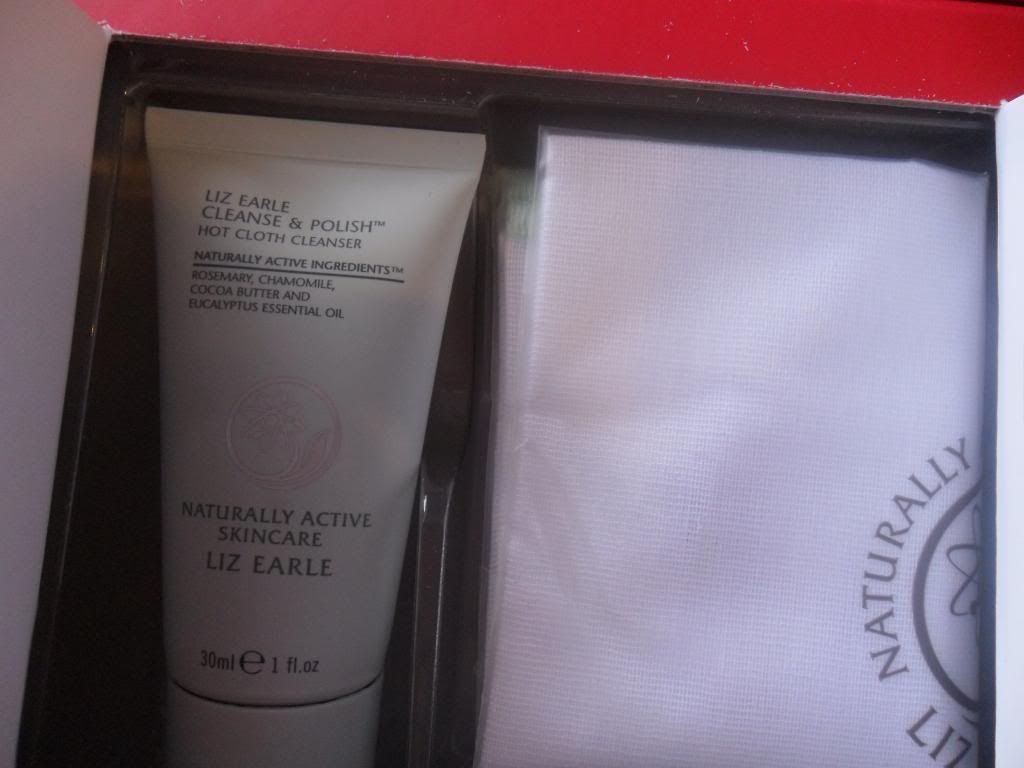 LIZ EARLE
CLEANSE & POLISH™
HOT CLOTH CLEANSER
NATURALLY ACTIVE INGREDIENTS™
ROSEMARY, CHAMOMILE,
COCOA BUTTER AND
EUCALYPTUS ESSENTIAL OIL
NATURALLY ACTIVE
SKINCARE
LIZ EARLE
30ml ℮ 1 fl.oz
NATURALLY
LIZ